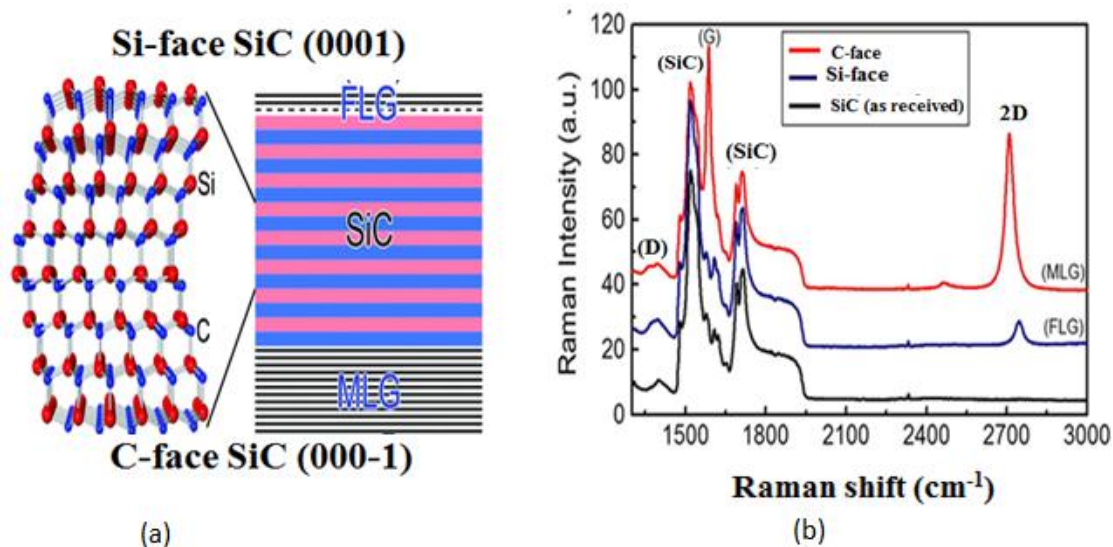 Si-face SiC (0001)
FLG
Si
SiC
C
MLG
C-face SiC (000-1)
(a)
Raman Intensity (a.u.)
120
100
80
60
40
20
0
(G)
(SiC)
C-face
Si-face
SiC (as received)
2D
(SiC)
(D)
(MLG)
(FLG)
1500
1800
2100
2400
2700
3000
Raman shift (cm-1)
(b)